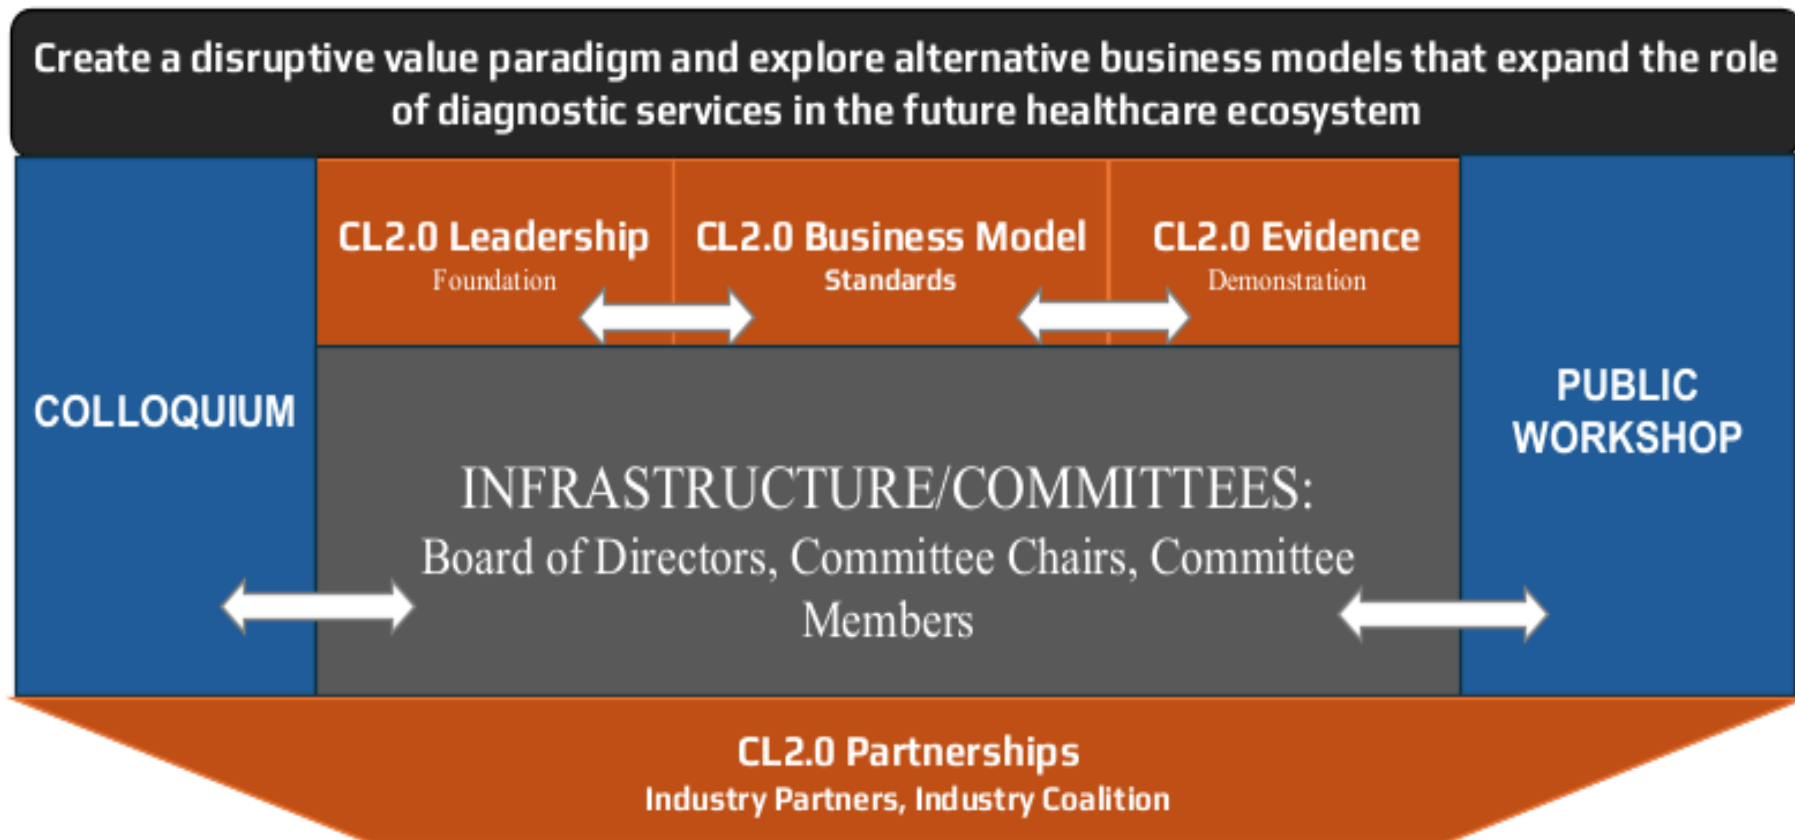 Create a disruptive value paradigm and explore alternative business models that expand the role
of diagnostic services in the future healthcare ecosystem
COLLOQUIUM
CL2.0 Leadership
Foundation
CL2.0 Business Model
Standards
CL2.0 Evidence
Demonstration
INFRASTRUCTURE/COMMITTEES:
Board of Directors, Committee Chairs, Committee
Members
PUBLIC
WORKSHOP
CL2.0 Partnerships
Industry Partners, Industry Coalition